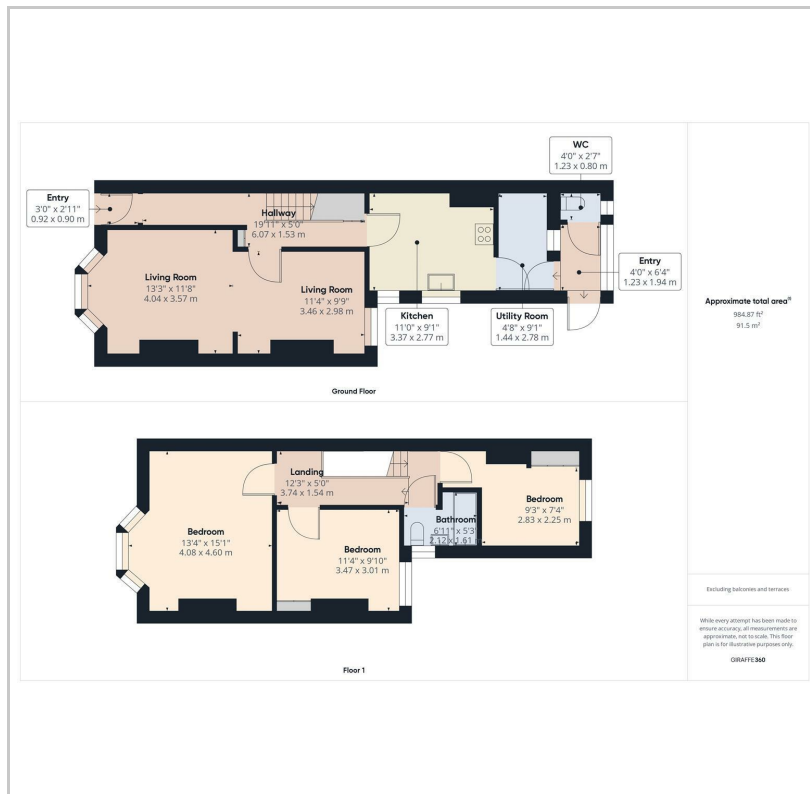 WC
4'0" x 2'7"
1.23 x 0.80 m
Entry
3'0" x 2'11"
0.92 x 0.90 m
Hallway
19'11" x 5'0"
6.07 x 1.53 m
Living Room
13'3" x 11'8"
4.04 x 3.57 m
Living Room
11'4" x 9'9"
3.46 x 2.98 m
Entry
4'0" x 6'4"
1.23 x 1.94 m
Kitchen
11'0" x 9'1"
3.37 x 2.77 m
Utility Room
4'8" x 9'1"
1.44 x 2.78 m
Ground Floor
Landing
12'3" x 5'0"
3.74 x 1.54 m
Bedroom
13'4" x 15'1"
4.08 x 4.60 m
Bedroom
11'4" x 9'10"
3.47 x 3.01 m
Bathroom
6'11" x 5'3"
2.12 x 1.61 m
Bedroom
9'3" x 7'4"
2.83 x 2.25 m
Floor 1
Approximate total area⁽¹⁾
984.87 ft²
91.5 m²
Excluding balconies and terraces
While every attempt has been made to
ensure accuracy, all measurements are
approximate, not to scale. This floor
plan is for illustrative purposes only.
GIRAFFE360